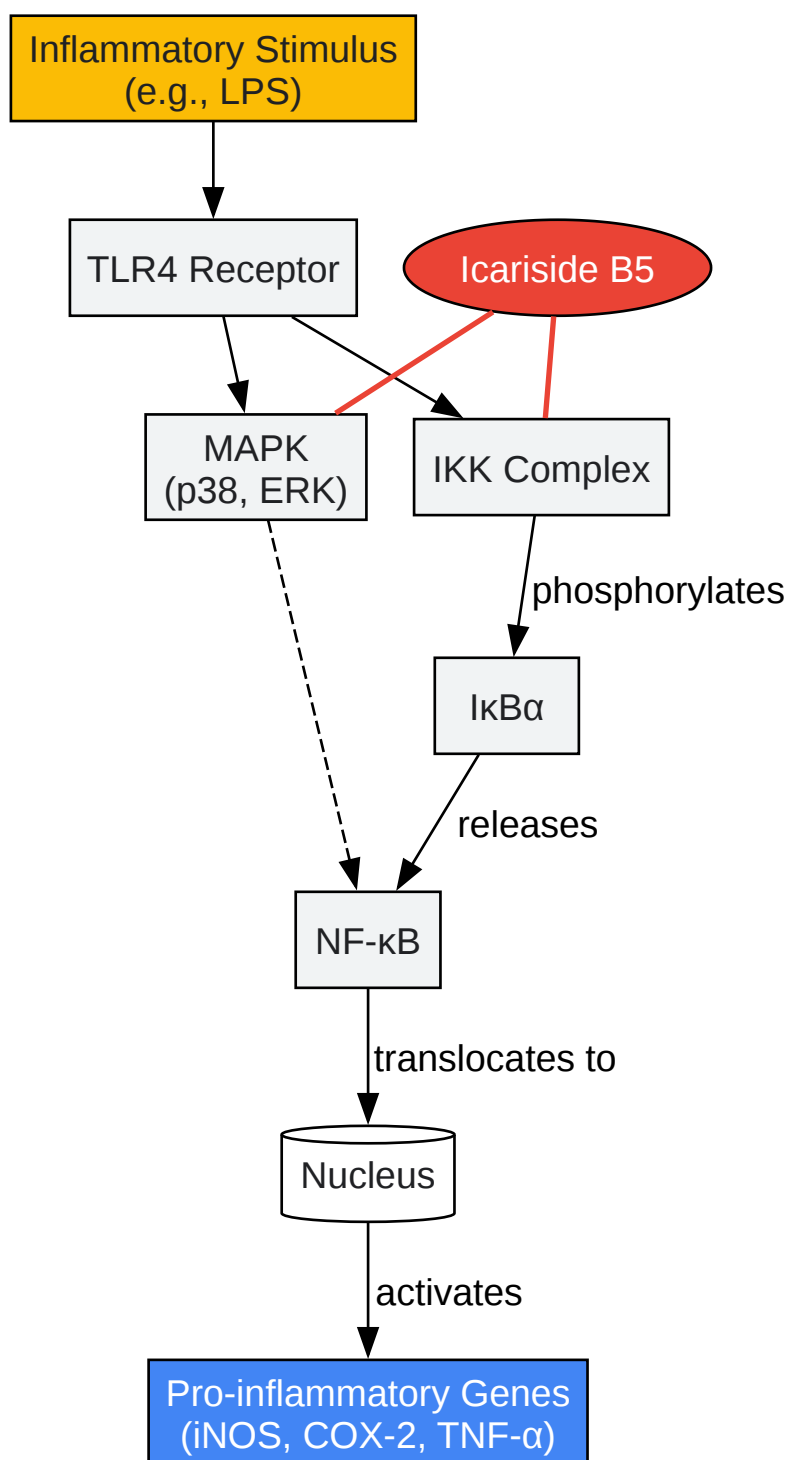 Inflammatory Stimulus
(e.g., LPS)
TLR4 Receptor
Icariside B5
MAPK
(p38, ERK)
IKK Complex
phosphorylates
IκBα
releases
NF-κB
translocates to
Nucleus
activates
Pro-inflammatory Genes
(iNOS, COX-2, TNF-α)